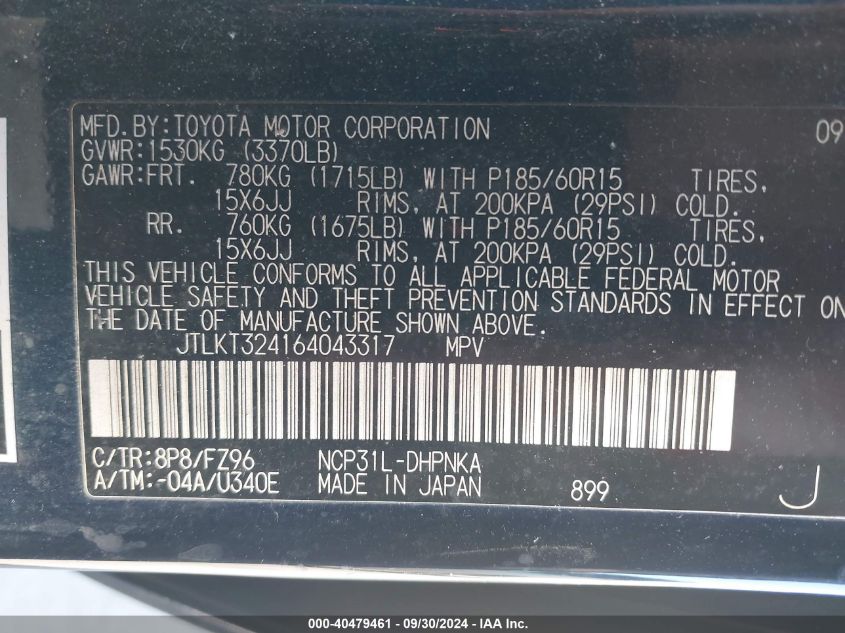 MFD.BY:TOYOTA MOTOR CORPORATION 09
GVWR:1530KG (3370LB)
GAWR:FRT. 780KG (1715LB) WITH P185/60R15 TIRES,
15X6JJ RIMS, AT 200KPA (29PSI) COLD.
RR. 760KG (1675LB) WITH P185/60R15 TIRES,
15X6JJ RIMS, AT 200KPA (29PSI) COLD.
THIS VEHICLE CONFORMS TO ALL APPLICABLE FEDERAL MOTOR
VEHICLE SAFETY AND THEFT PREVENTION STANDARDS IN EFFECT ON
THE DATE OF MANUFACTURE SHOWN ABOVE.
JTLKT324164043317 MPV
C/TR:8P8/FZ96 NCP31L-DHPNKA
A/TM:-04A/U340E MADE IN JAPAN 899 J
000-40479461 - 09/30/2024 - IAA Inc.